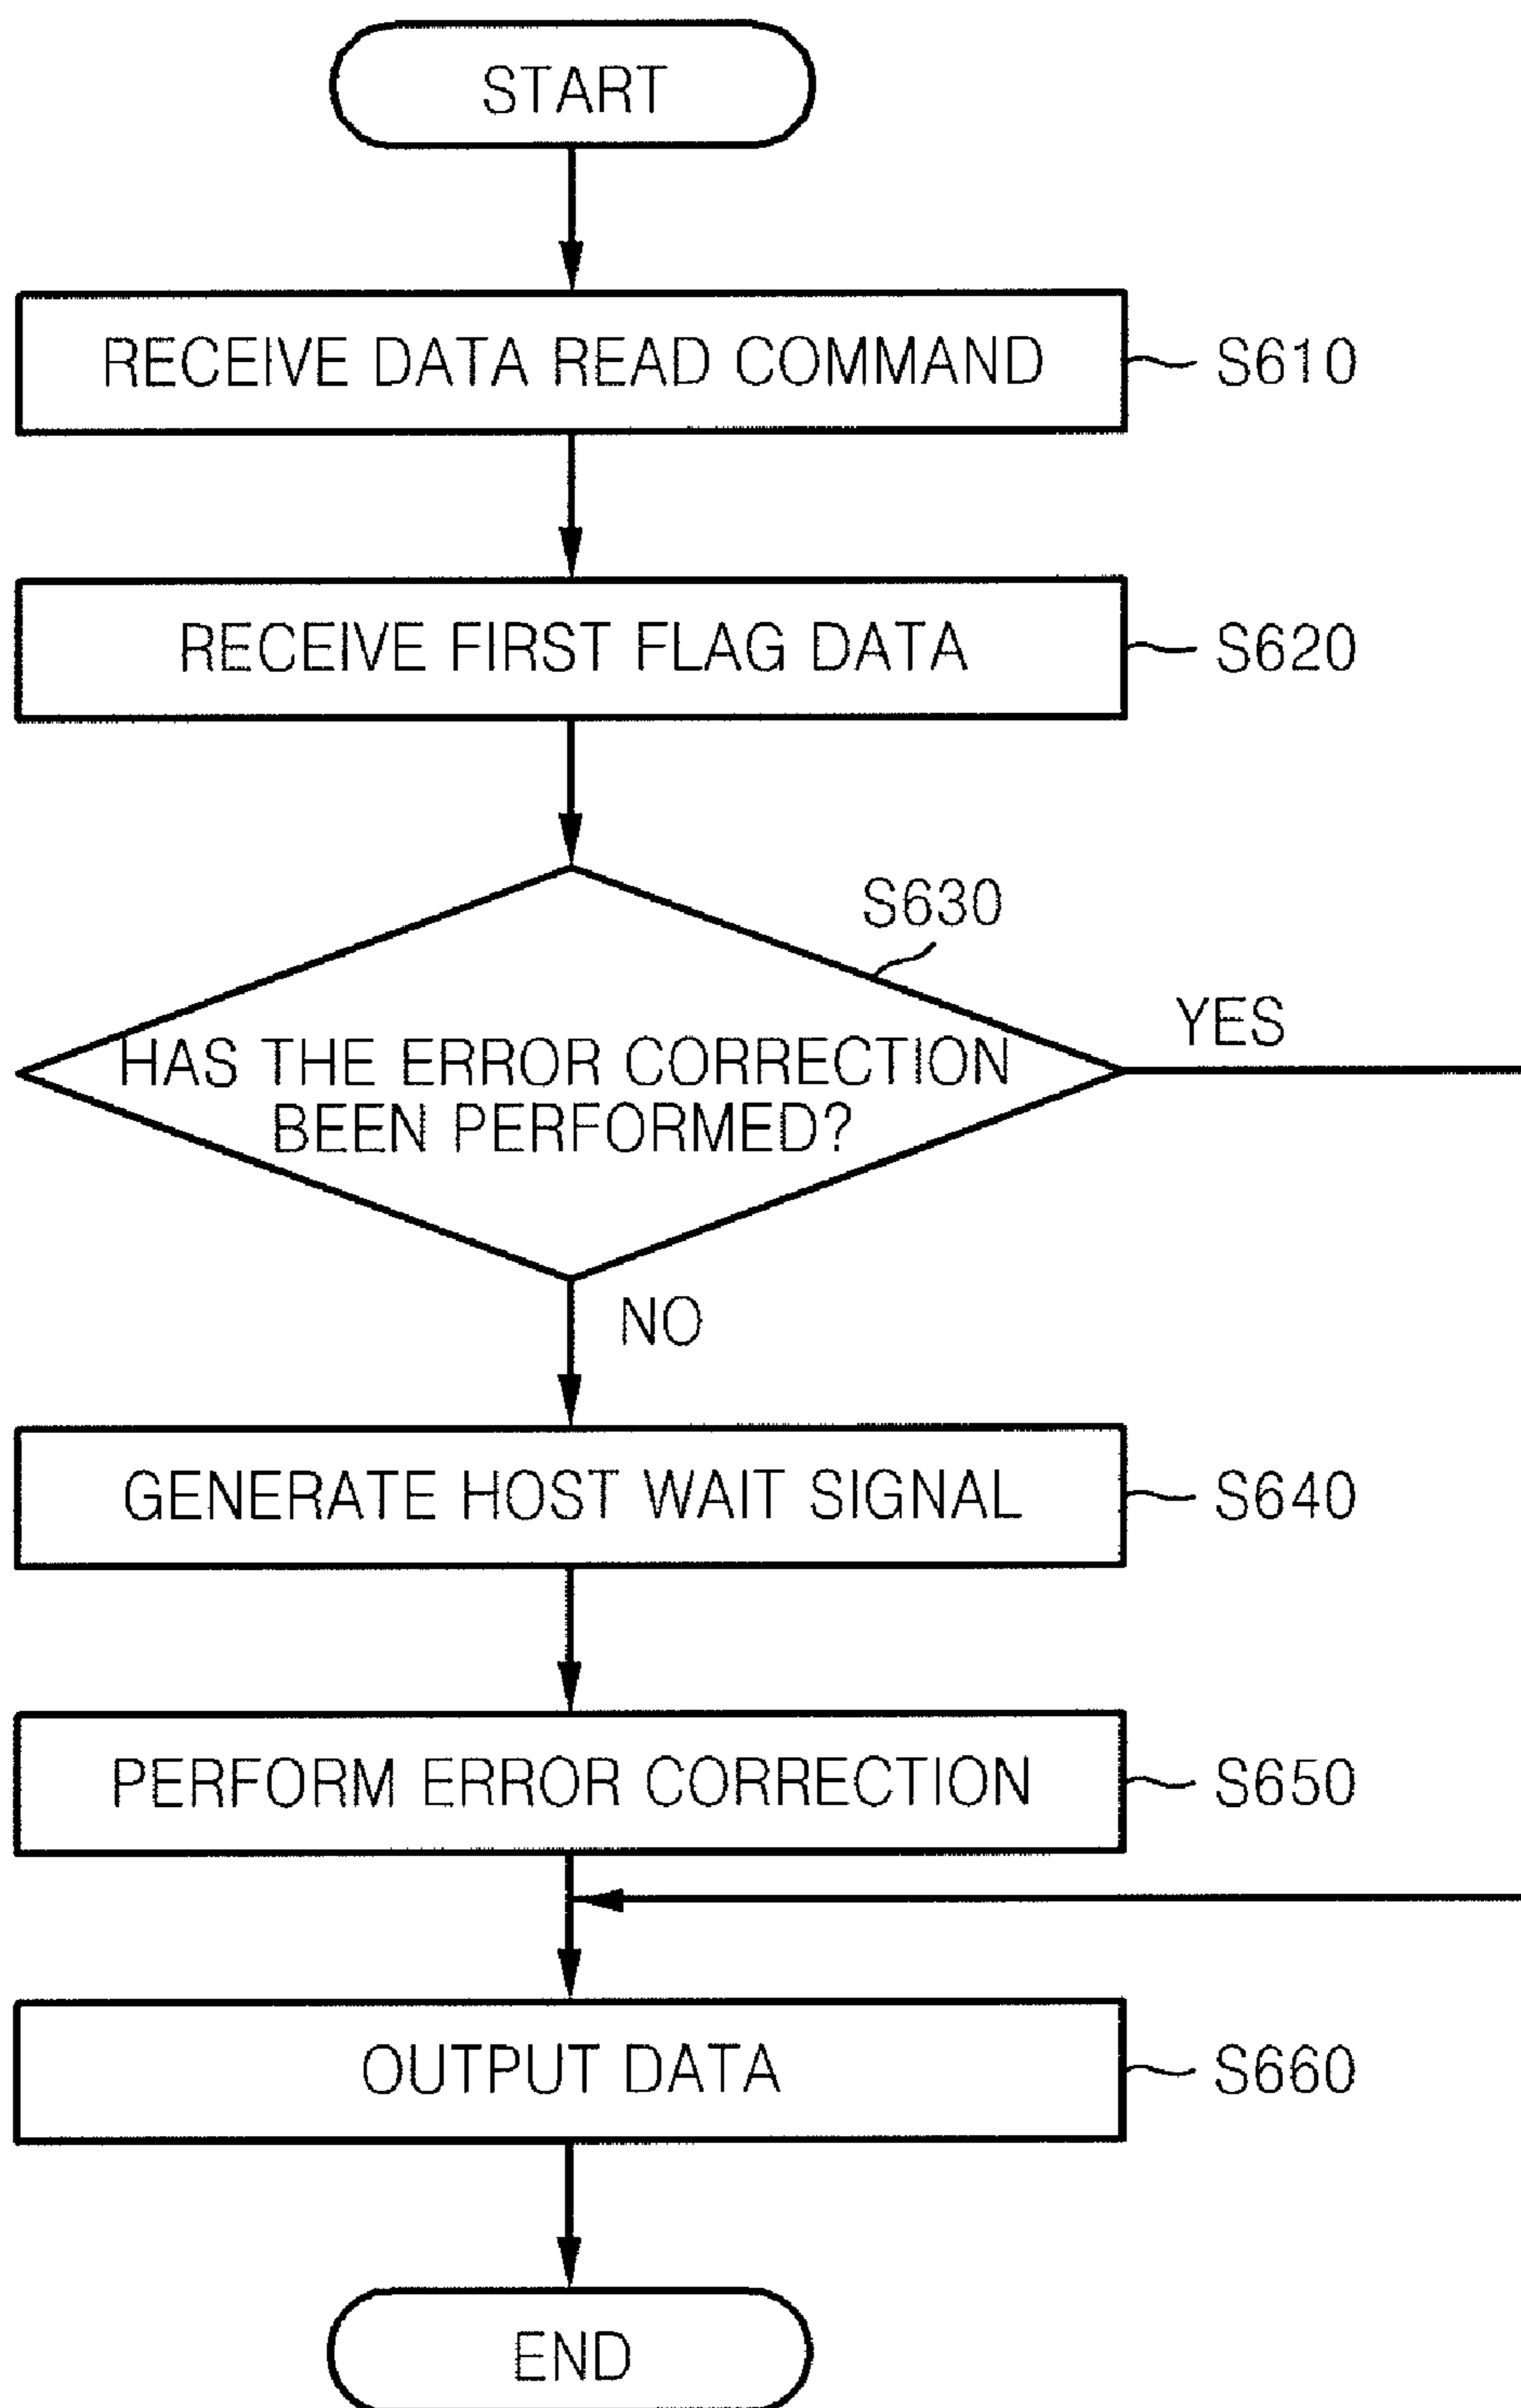 START
RECEIVE DATA READ COMMAND
S610
RECEIVE FIRST FLAG DATA
S620
S630
YES
HAS THE ERROR CORRECTION
BEEN PERFORMED?
NO
GENERATE HOST WAIT SIGNAL
S640
PERFORM ERROR CORRECTION
S650
OUTPUT DATA
S660
END